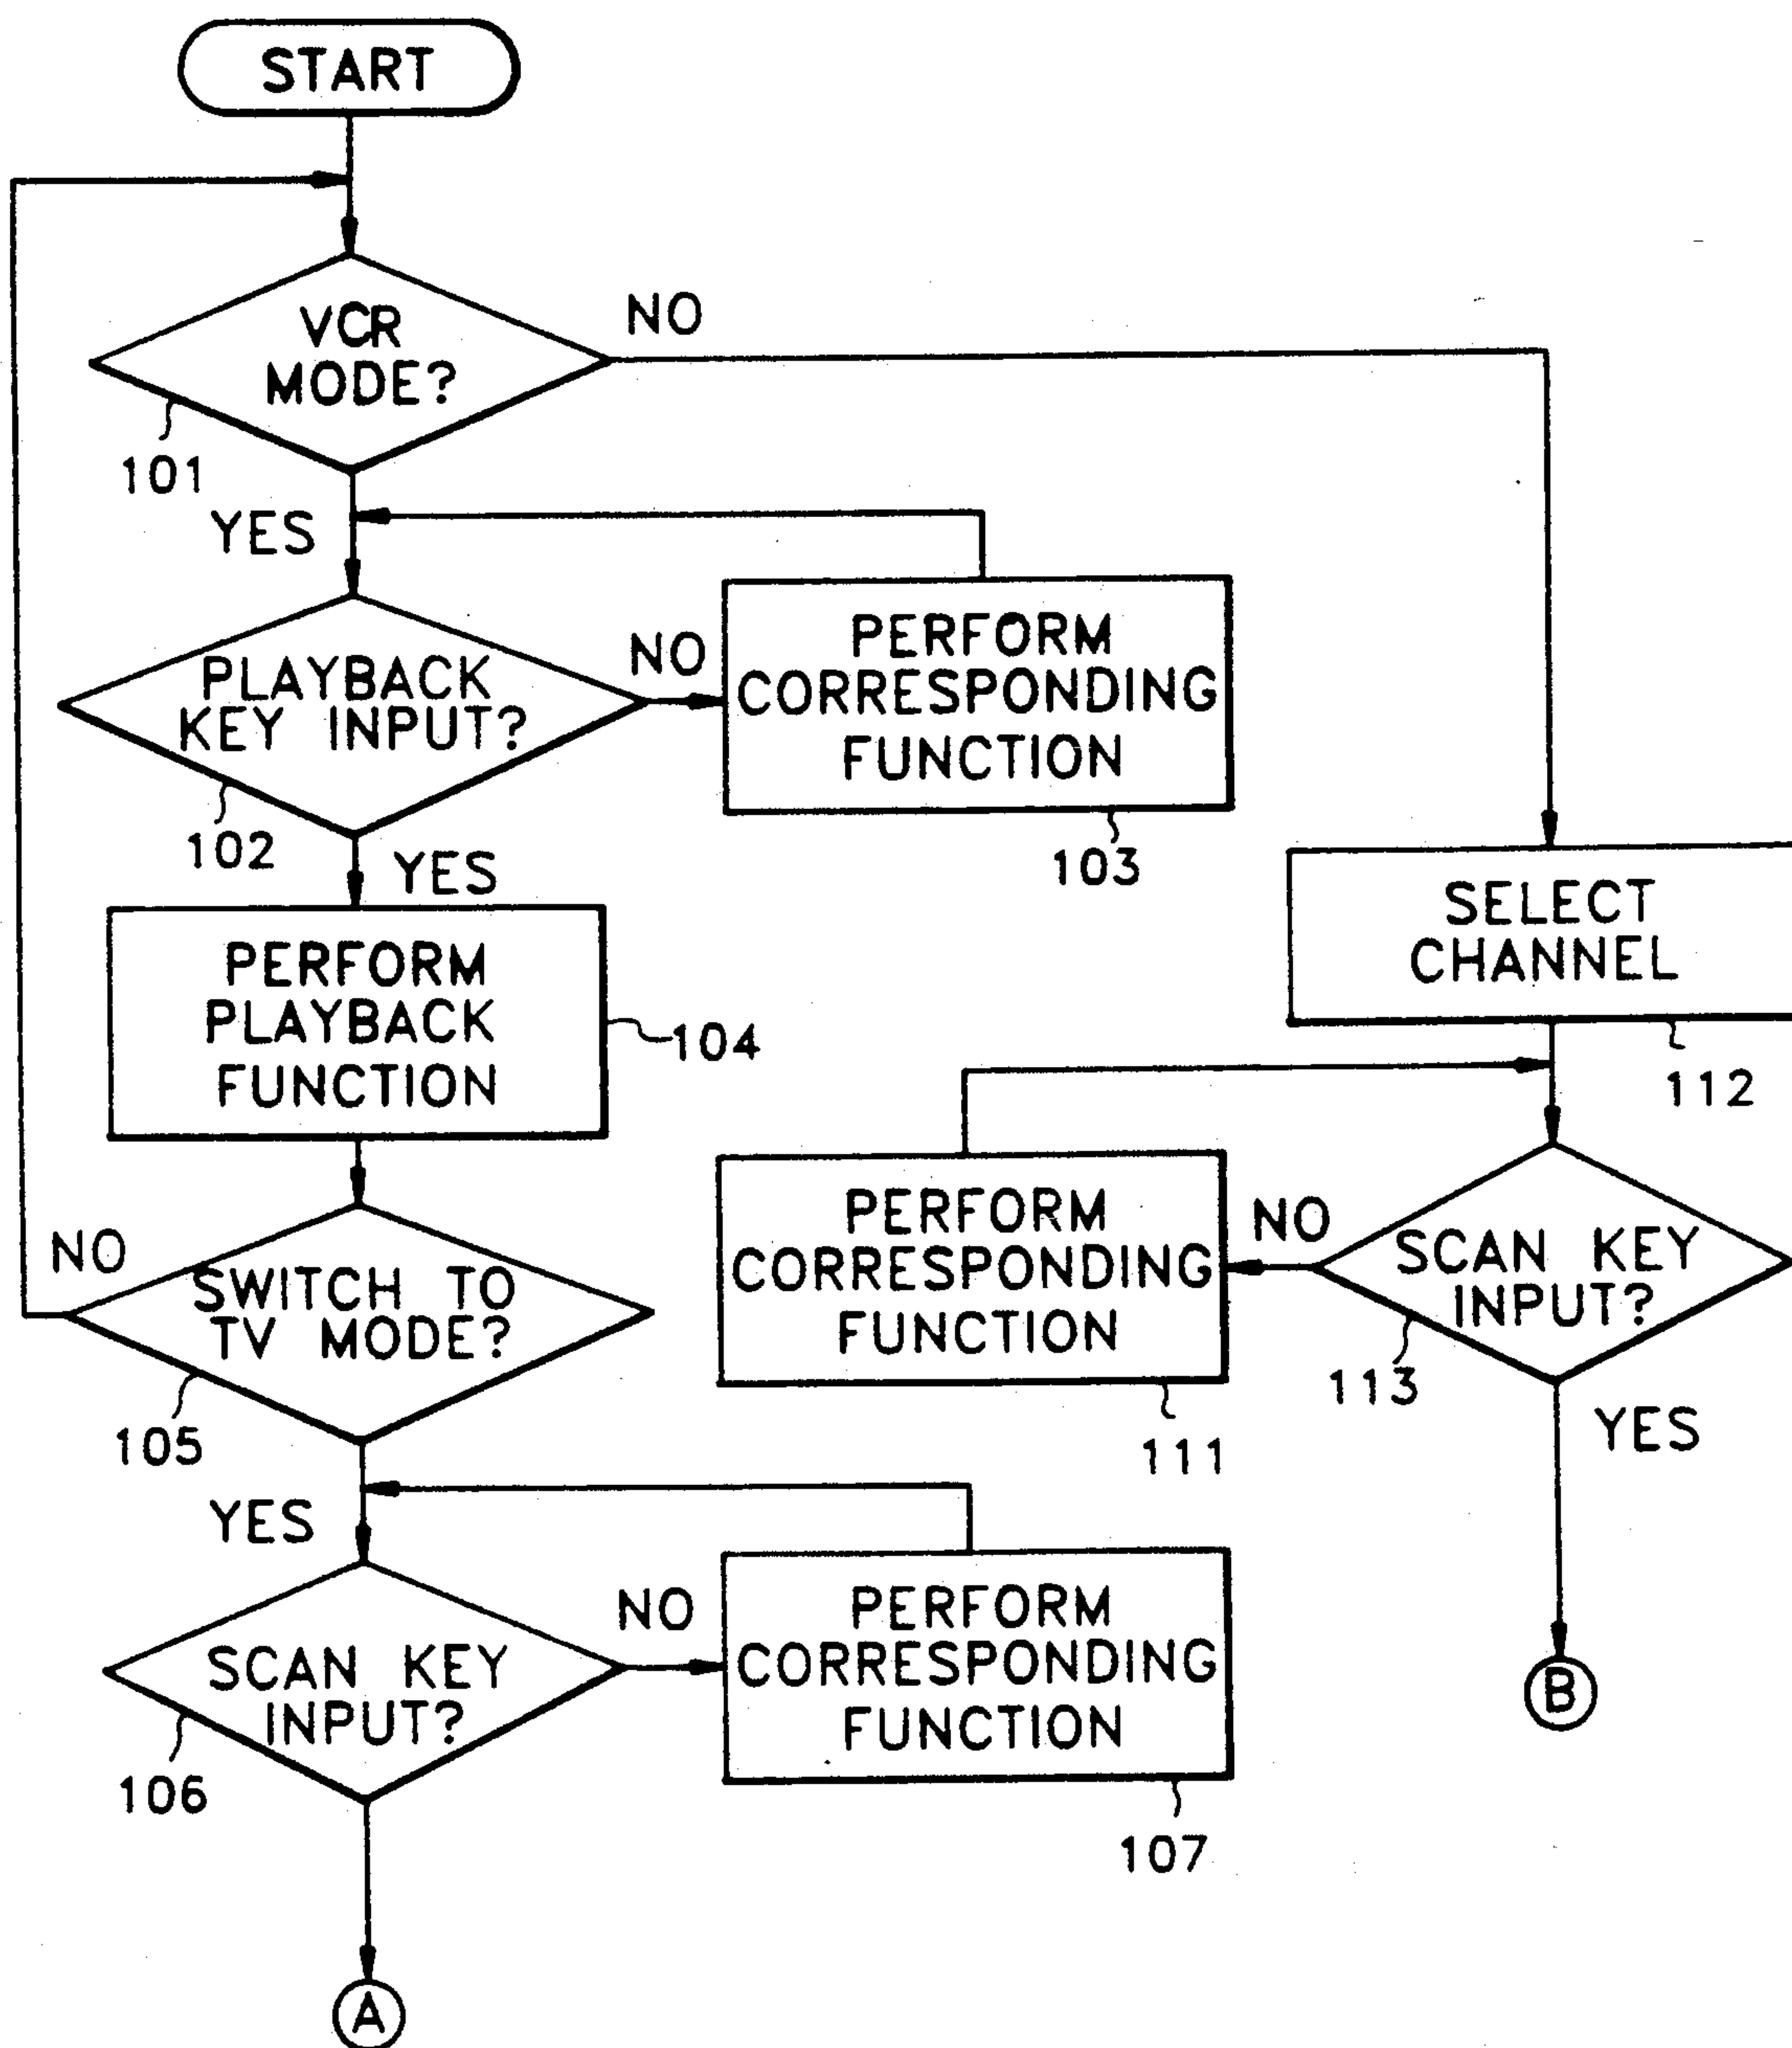 START
VCR
MODE?
NO
101
YES
PLAYBACK
KEY INPUT?
NO
PERFORM
CORRESPONDING
FUNCTION
102
103
YES
PERFORM
PLAYBACK
FUNCTION
104
SELECT
CHANNEL
112
NO
SWITCH TO
TV MODE?
105
PERFORM
CORRESPONDING
FUNCTION
111
NO
SCAN KEY
INPUT?
113
YES
YES
SCAN KEY
INPUT?
106
NO
PERFORM
CORRESPONDING
FUNCTION
107
B
A